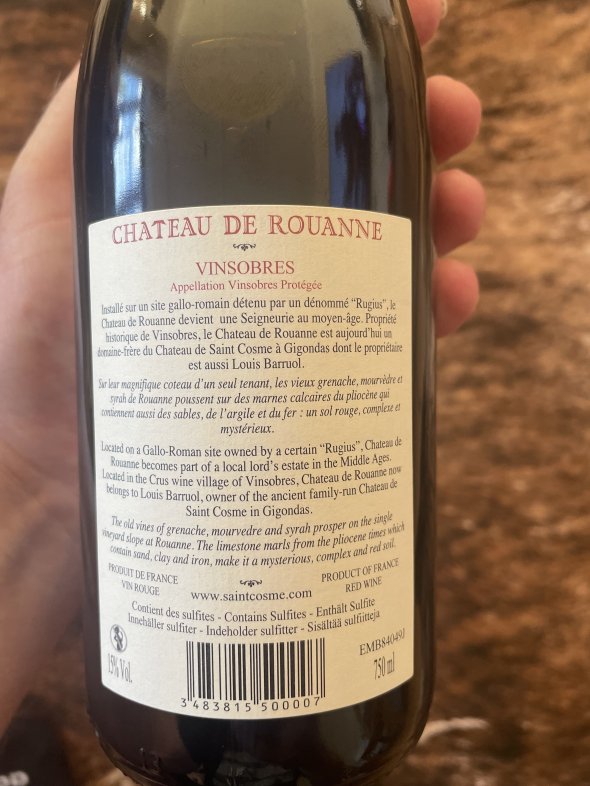 CHATEAU DE ROUANNE
VINSOBRES
Appellation Vinsobres Protégée
Installé sur un site gallo-romain détenu par un dénommé “Rugius”, le
Chateau de Rouanne devient une Seigneurie au moyen-âge. Propriété
historique de Vinsobres, le Chateau de Rouanne est aujourd'hui un
domaine-frère du Chateau de Saint Cosme à Gigondas dont le propriétaire
est aussi Louis Barruol.
Sur leur magnifique coteau d'un seul tenant, les vieux grenache, mourvèdre et
syrah de Rouanne poussent sur des marnes calcaires du pliocène qui
contiennent aussi des sables, de l'argile et du fer : un sol rouge, complexe et
mystérieux.
Located on a Gallo-Roman site owned by a certain “Rugius”, Chateau de
Rouanne becomes part of a local lord's estate in the Middle Ages.
Located in the Crus wine village of Vinsobres, Chateau de Rouanne now
belongs to Louis Barruol, owner of the ancient family-run Chateau de
Saint Cosme in Gigondas.
The old vines of grenache, mourvedre and syrah prosper on the single
vineyard slope at Rouanne. The limestone marls from the pliocene times which
contain sand, clay and iron, make it a mysterious, complex and red soil.
PRODUIT DE FRANCE
VIN ROUGE
www.saintcosme.com
PRODUCT OF FRANCE
RED WINE
Contient des sulfites - Contains Sulfites - Enthält Sulfite
Innehåller sulfiter - Indeholder sulfitter - Sisältää sulfiitteja
15% Vol.
EMB84049J
750 ml
3 483815 500007